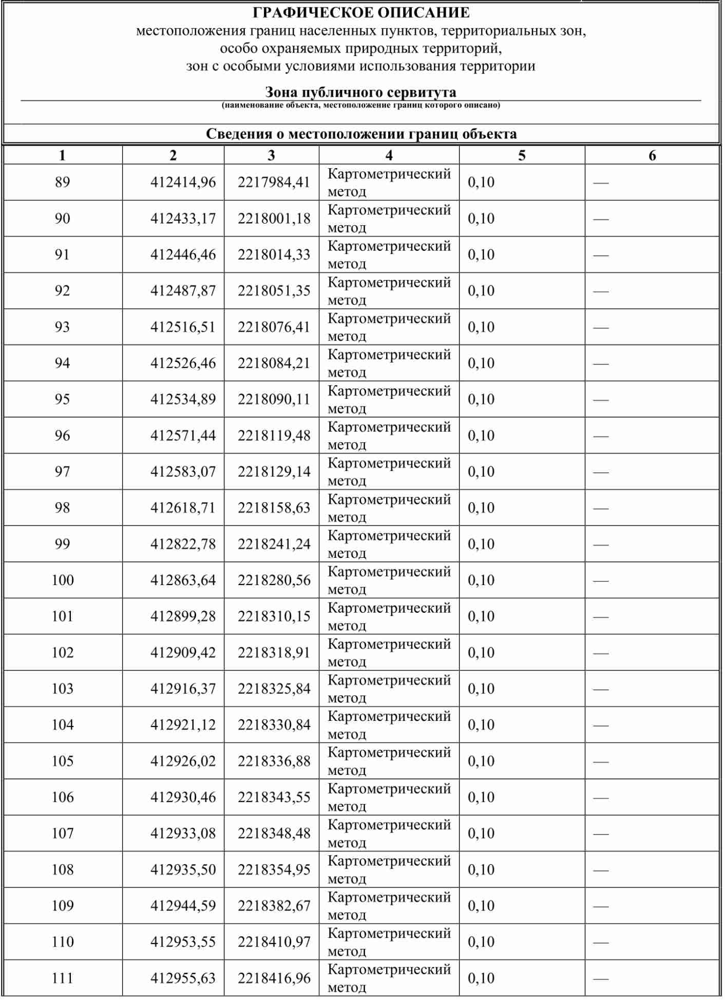 ГРАФИЧЕСКОЕ ОПИСАНИЕ
местоположения границ населенных пунктов, территориальных зон,
особо охраняемых природных территорий,
зон с особыми условиями использования территории
Зона публичного сервитута
(наименование объекта, местоположение границ которого описано)
Сведения о местоположении границ объекта
1 2 3 4 5 6
89 412414,96 2217984,41 Картометрический метод 0,10 —
90 412433,17 2218001,18 Картометрический метод 0,10 —
91 412446,46 2218014,33 Картометрический метод 0,10 —
92 412487,87 2218051,35 Картометрический метод 0,10 —
93 412516,51 2218076,41 Картометрический метод 0,10 —
94 412526,46 2218084,21 Картометрический метод 0,10 —
95 412534,89 2218090,11 Картометрический метод 0,10 —
96 412571,44 2218119,48 Картометрический метод 0,10 —
97 412583,07 2218129,14 Картометрический метод 0,10 —
98 412618,71 2218158,63 Картометрический метод 0,10 —
99 412822,78 2218241,24 Картометрический метод 0,10 —
100 412863,64 2218280,56 Картометрический метод 0,10 —
101 412899,28 2218310,15 Картометрический метод 0,10 —
102 412909,42 2218318,91 Картометрический метод 0,10 —
103 412916,37 2218325,84 Картометрический метод 0,10 —
104 412921,12 2218330,84 Картометрический метод 0,10 —
105 412926,02 2218336,88 Картометрический метод 0,10 —
106 412930,46 2218343,55 Картометрический метод 0,10 —
107 412933,08 2218348,48 Картометрический метод 0,10 —
108 412935,50 2218354,95 Картометрический метод 0,10 —
109 412944,59 2218382,67 Картометрический метод 0,10 —
110 412953,55 2218410,97 Картометрический метод 0,10 —
111 412955,63 2218416,96 Картометрический метод 0,10 —